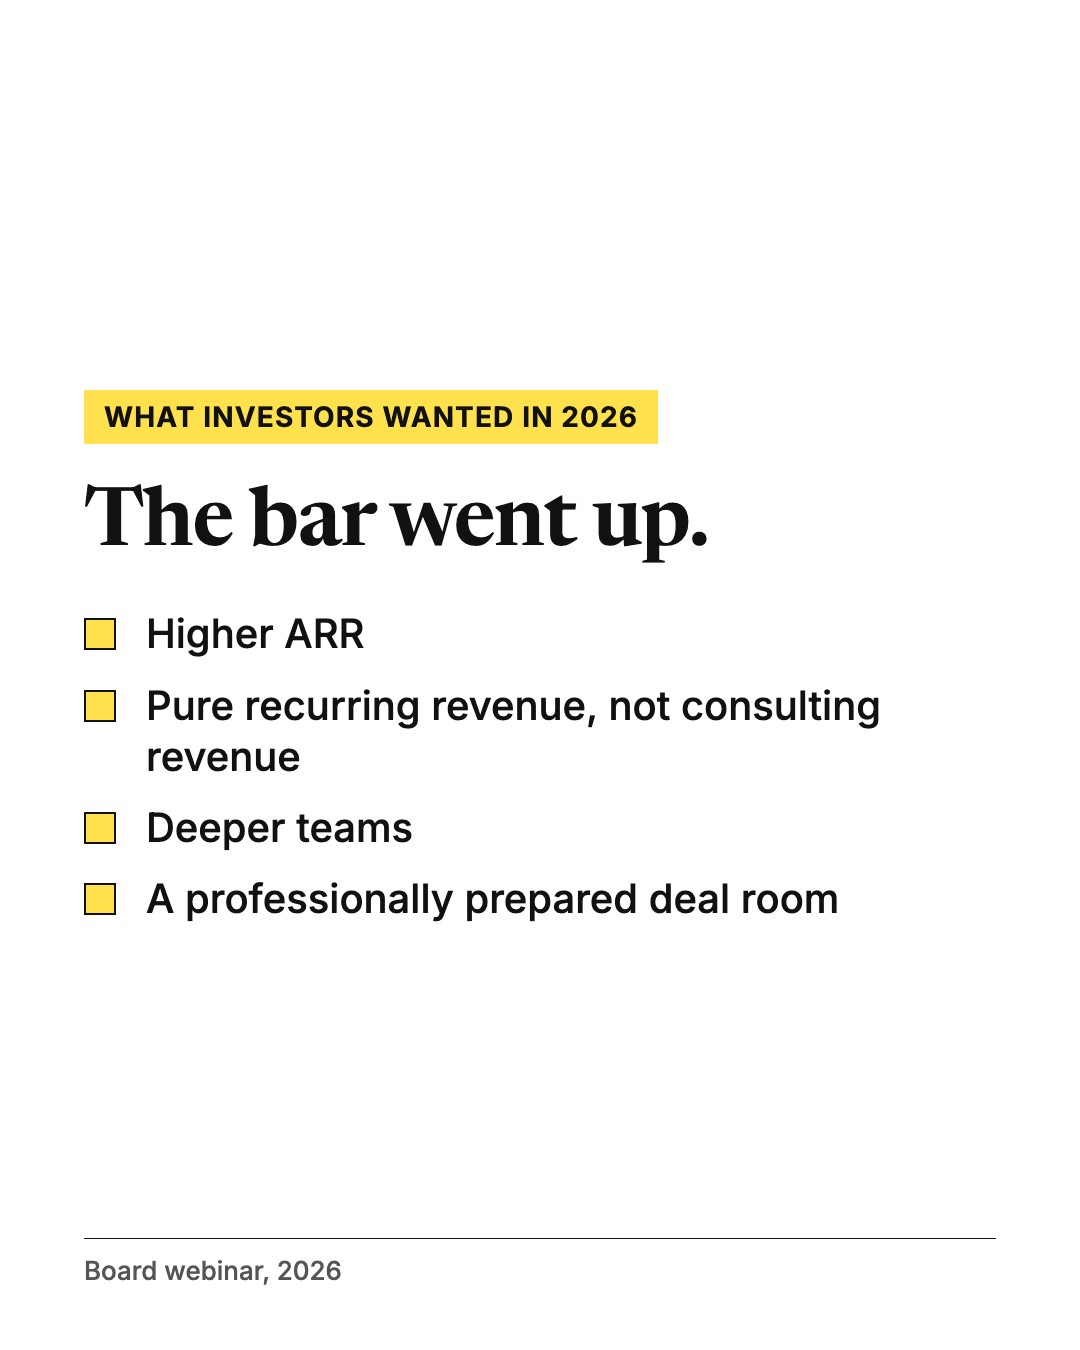 WHAT INVESTORS WANTED IN 2026
The bar went up.
Higher ARR
Pure recurring revenue, not consulting
revenue
Deeper teams
A professionally prepared deal room
Board webinar, 2026